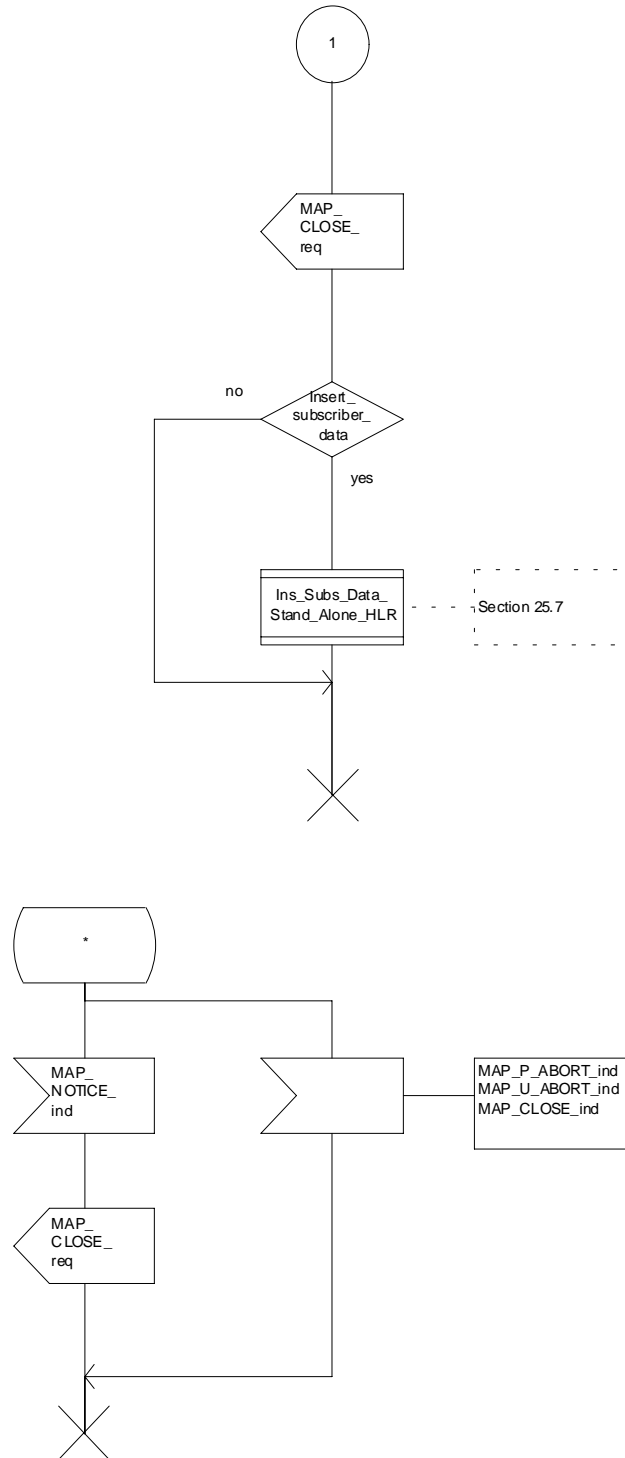 1
MAP_
CLOSE_
req
no
Insert_
subscriber_
data
yes
Ins_Subs_Data_
Stand_Alone_HLR
Section 25.7
*
MAP_
NOTICE_
ind
MAP_P_ABORT_ind
MAP_U_ABORT_ind
MAP_CLOSE_ind
MAP_
CLOSE_
req